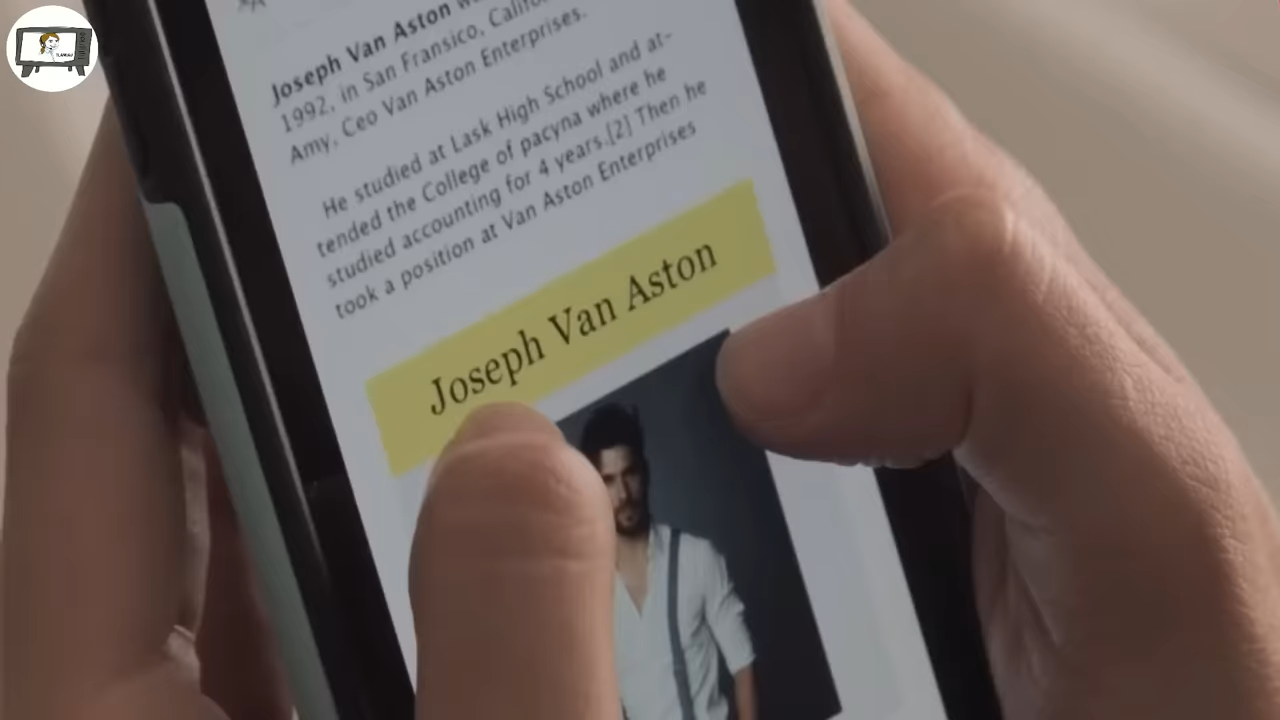 Joseph Van Aston
1992, in San Fransico,
Amy, Ceo Van Aston Enterprises.
He studied at Lask High School and at-
tended the College of pacyna where he
studied accounting for 4 years.[2] Then he
took a position at Van Aston Enterprises
Joseph Van Aston